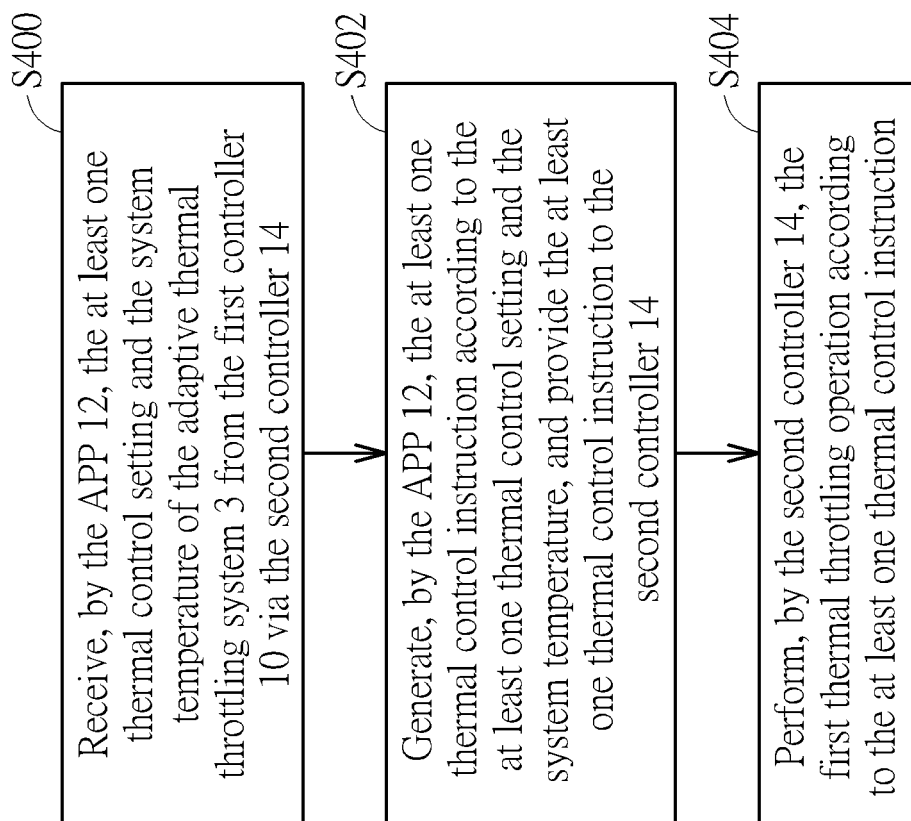 S400
Receive, by the APP 12, the at least one
thermal control setting and the system
temperature of the adaptive thermal
throttling system 3 from the first controller
10 via the second controller 14
S402
Generate, by the APP 12, the at least one
thermal control instruction according to the
at least one thermal control setting and the
system temperature, and provide the at least
one thermal control instruction to the
second controller 14
S404
Perform, by the second controller 14, the
first thermal throttling operation according
to the at least one thermal control instruction